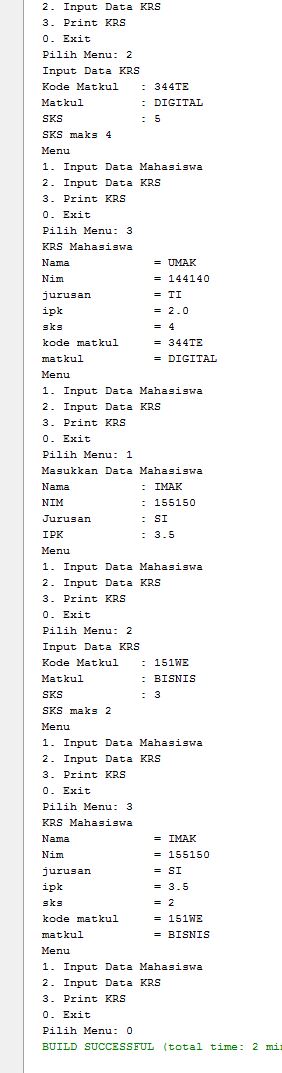 2. Input Data KRS
3. Print KRS
0. Exit
Pilih Menu: 2
Input Data KRS
Kode Matkul : 344TE
Matkul : DIGITAL
SKS : 5
SKS maks 4
Menu
1. Input Data Mahasiswa
2. Input Data KRS
3. Print KRS
0. Exit
Pilih Menu: 3
KRS Mahasiswa
Nama = UMAK
Nim = 144140
jurusan = TI
ipk = 2.0
sks = 4
kode matkul = 344TE
matkul = DIGITAL
Menu
1. Input Data Mahasiswa
2. Input Data KRS
3. Print KRS
0. Exit
Pilih Menu: 1
Masukkan Data Mahasiswa
Nama : IMAK
NIM : 155150
Jurusan : SI
IPK : 3.5
Menu
1. Input Data Mahasiswa
2. Input Data KRS
3. Print KRS
0. Exit
Pilih Menu: 2
Input Data KRS
Kode Matkul : 151WE
Matkul : BISNIS
SKS : 3
SKS maks 2
Menu
1. Input Data Mahasiswa
2. Input Data KRS
3. Print KRS
0. Exit
Pilih Menu: 3
KRS Mahasiswa
Nama = IMAK
Nim = 155150
jurusan = SI
ipk = 3.5
sks = 2
kode matkul = 151WE
matkul = BISNIS
Menu
1. Input Data Mahasiswa
2. Input Data KRS
3. Print KRS
0. Exit
Pilih Menu: 0
BUILD SUCCESSFUL (total time: 2 mi